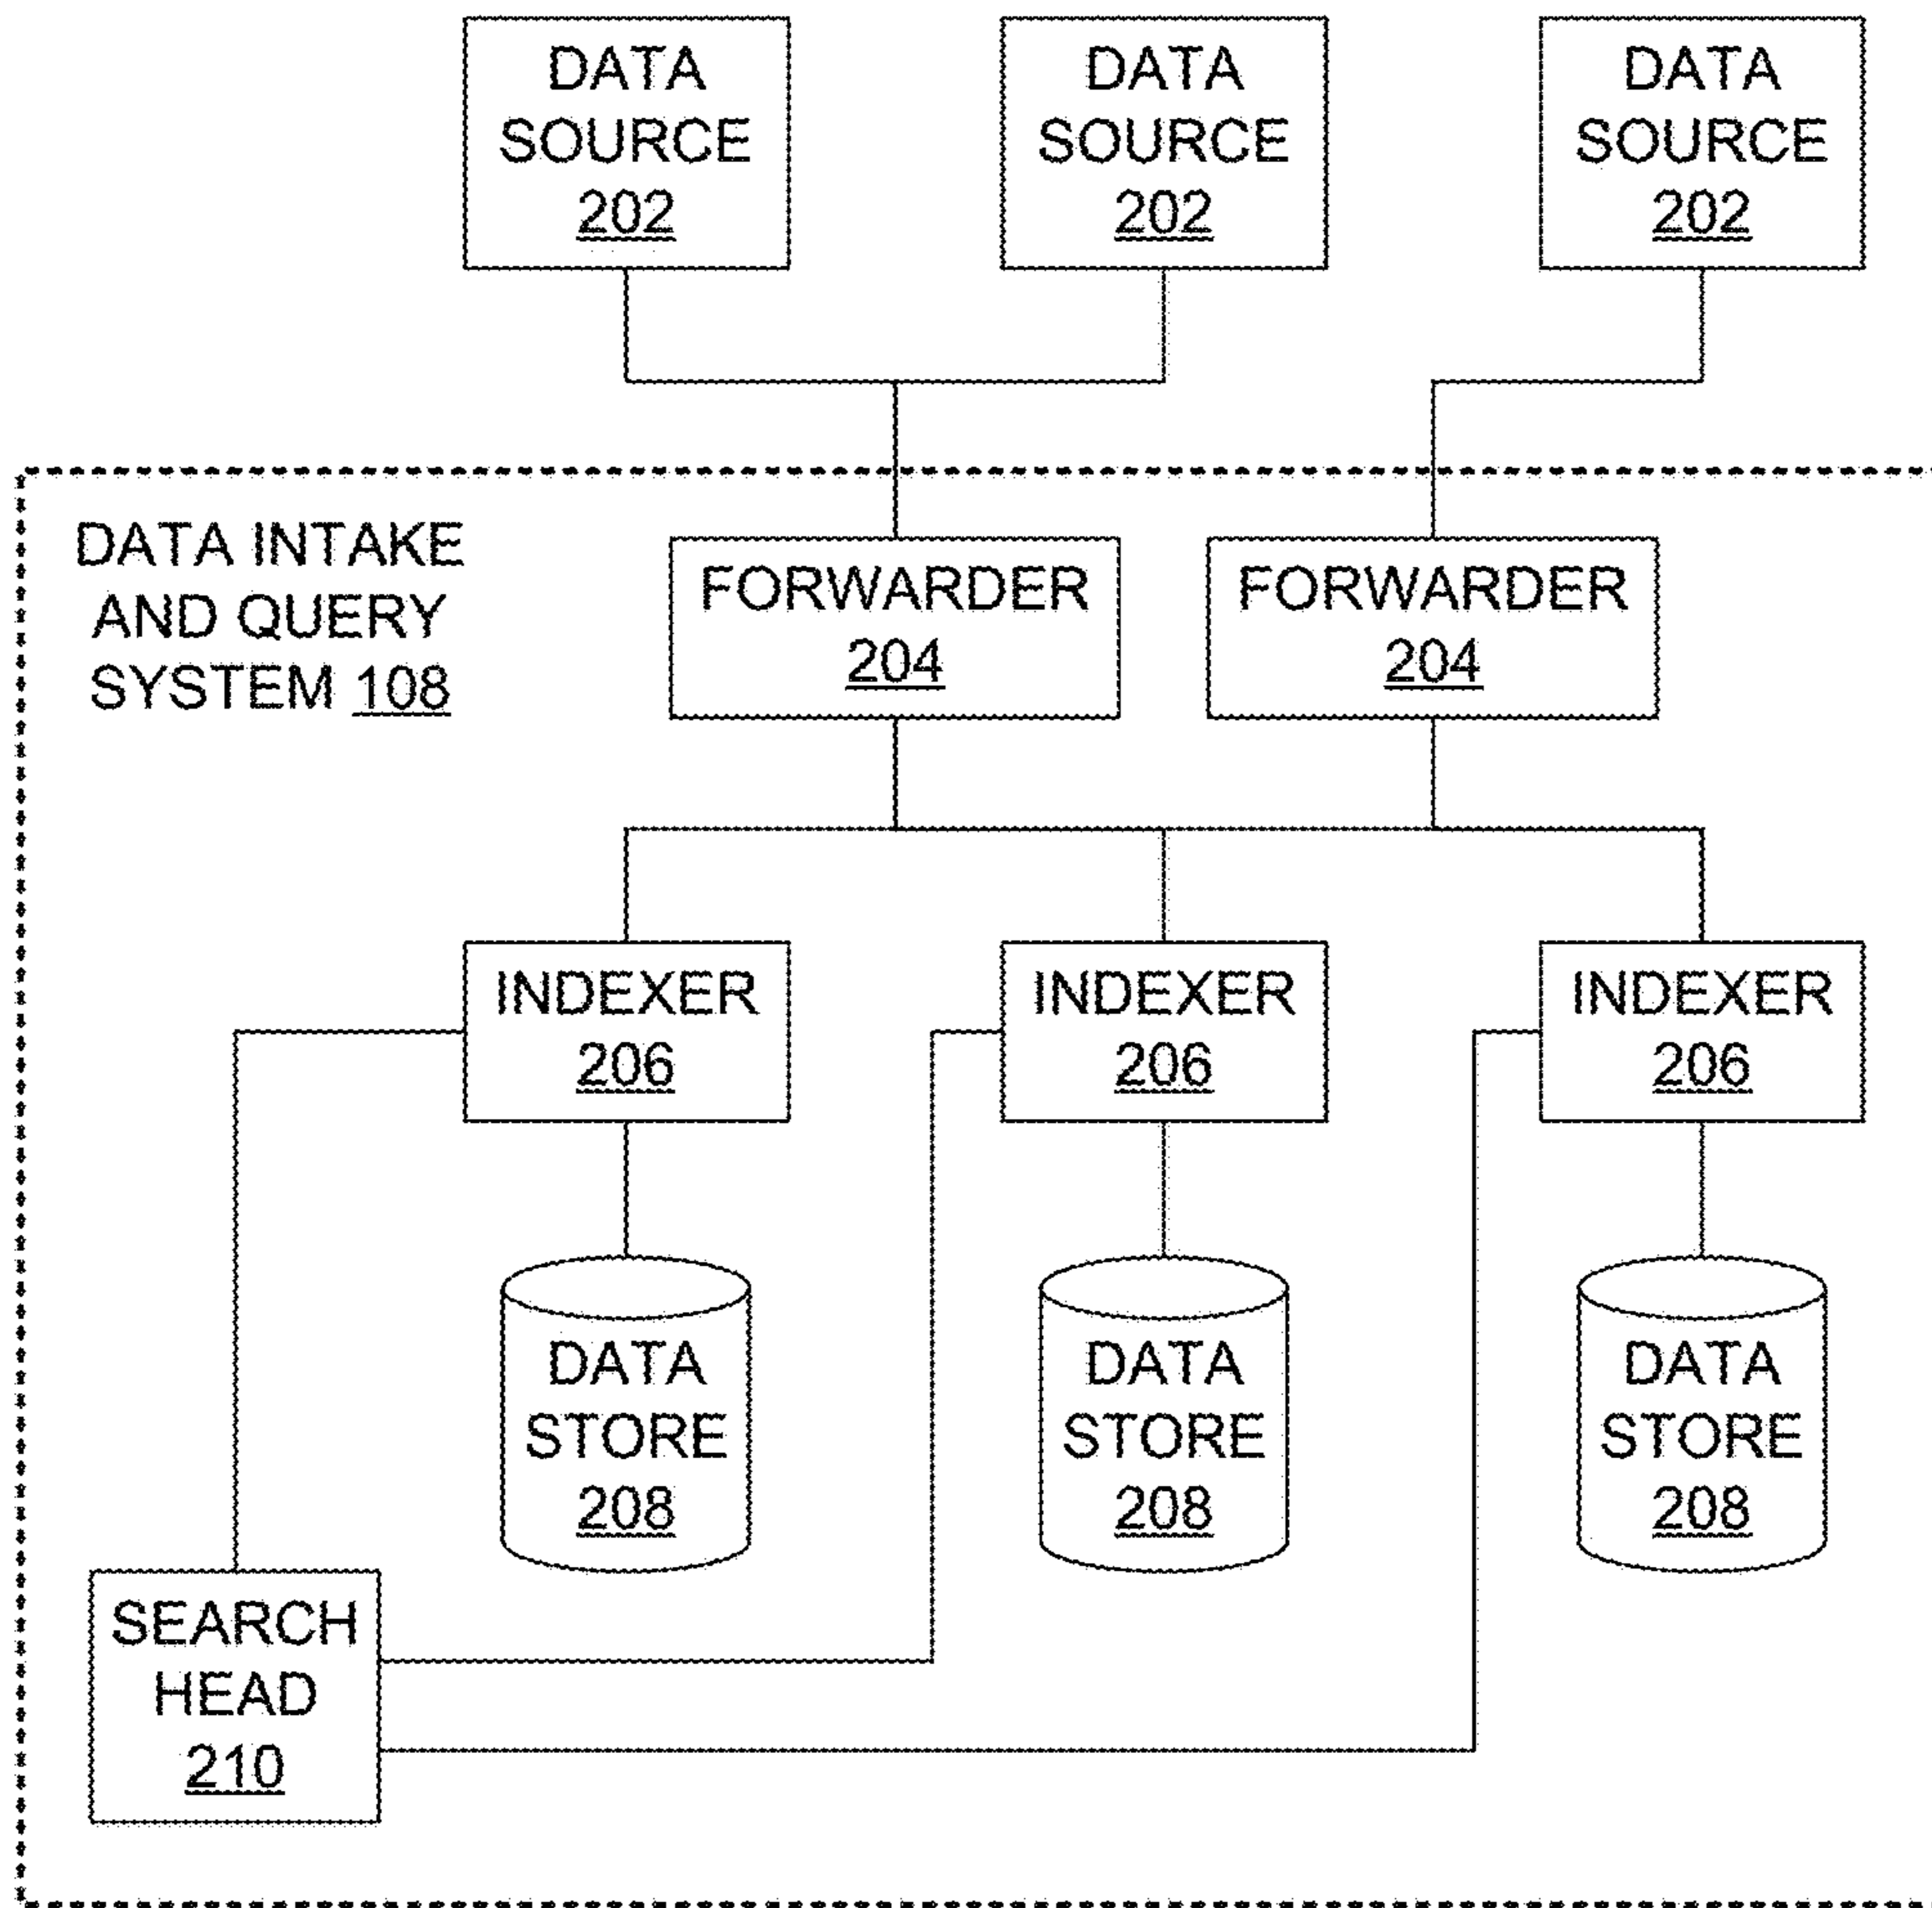 DATA
SOURCE
202
DATA
SOURCE
202
DATA
SOURCE
202
DATA INTAKE
AND QUERY
SYSTEM 108
FORWARDER
204
FORWARDER
204
INDEXER
206
INDEXER
206
INDEXER
206
DATA
STORE
208
DATA
STORE
208
DATA
STORE
208
SEARCH
HEAD
210